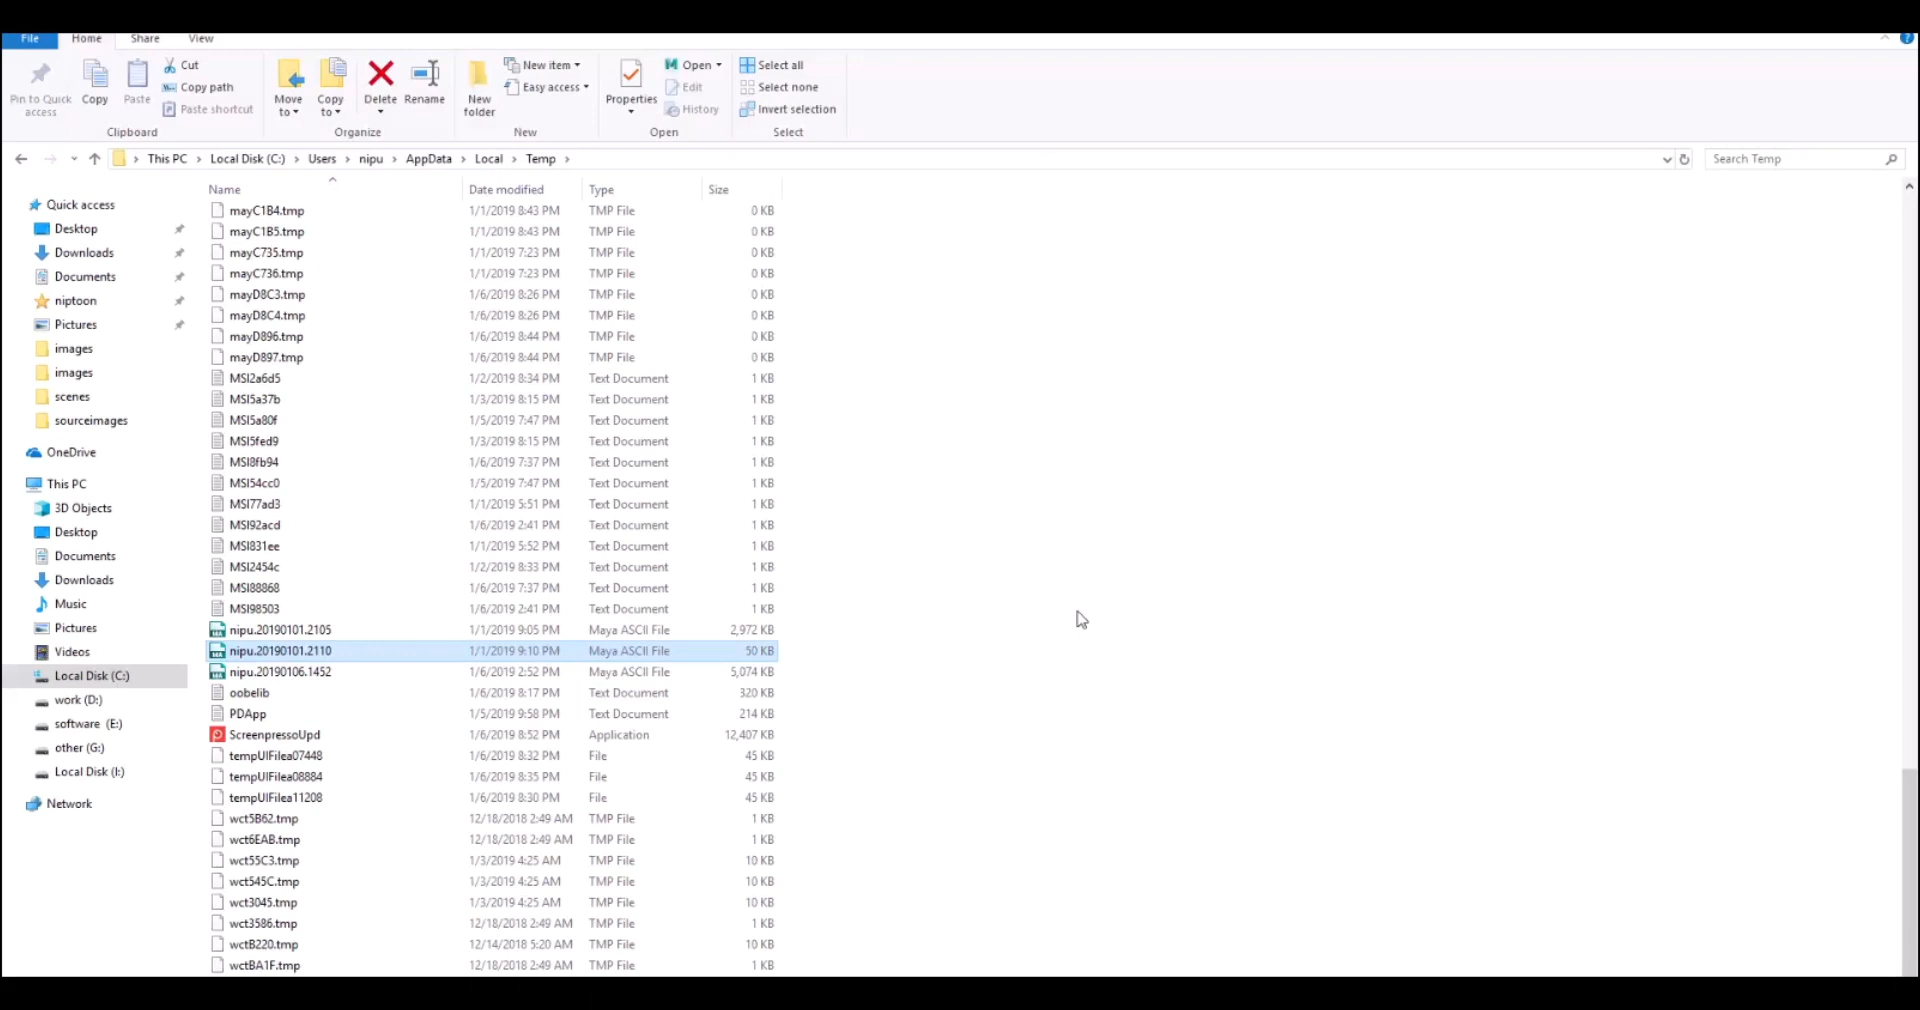 File Home Share View
Pin to Quick access
Copy
Paste
Cut
Copy path
Paste shortcut
Clipboard
Move to
Copy to
Delete
Rename
Organize
New folder
New item
Easy access
New
Properties
Open
Edit
History
Open
Select all
Select none
Invert selection
Select
This PC > Local Disk (C:) > Users > nipu > AppData > Local > Temp >
Search Temp
Quick access
Desktop
Downloads
Documents
niptoon
Pictures
images
images
scenes
sourceimages
OneDrive
This PC
3D Objects
Desktop
Documents
Downloads
Music
Pictures
Videos
Local Disk (C:)
work (D:)
software (E:)
other (G:)
Local Disk (I:)
Network
Name Date modified Type Size
mayC1B4.tmp 1/1/2019 8:43 PM TMP File 0 KB
mayC1B5.tmp 1/1/2019 8:43 PM TMP File 0 KB
mayC735.tmp 1/1/2019 7:23 PM TMP File 0 KB
mayC736.tmp 1/1/2019 7:23 PM TMP File 0 KB
mayD8C3.tmp 1/6/2019 8:26 PM TMP File 0 KB
mayD8C4.tmp 1/6/2019 8:26 PM TMP File 0 KB
mayD896.tmp 1/6/2019 8:44 PM TMP File 0 KB
mayD897.tmp 1/6/2019 8:44 PM TMP File 0 KB
MSI2a6d5 1/2/2019 8:34 PM Text Document 1 KB
MSI5a37b 1/3/2019 8:15 PM Text Document 1 KB
MSI5a80f 1/5/2019 7:47 PM Text Document 1 KB
MSI5fed9 1/3/2019 8:15 PM Text Document 1 KB
MSI8fb94 1/6/2019 7:37 PM Text Document 1 KB
MSI54cc0 1/5/2019 7:47 PM Text Document 1 KB
MSI77ad3 1/1/2019 5:51 PM Text Document 1 KB
MSI92acd 1/6/2019 2:41 PM Text Document 1 KB
MSI831ee 1/1/2019 5:52 PM Text Document 1 KB
MSI2454c 1/2/2019 8:33 PM Text Document 1 KB
MSI88868 1/6/2019 7:37 PM Text Document 1 KB
MSI98503 1/6/2019 2:41 PM Text Document 1 KB
nipu.20190101.2105 1/1/2019 9:05 PM Maya ASCII File 2,972 KB
nipu.20190101.2110 1/1/2019 9:10 PM Maya ASCII File 50 KB
nipu.20190106.1452 1/6/2019 2:52 PM Maya ASCII File 5,074 KB
oobelib 1/6/2019 8:17 PM Text Document 320 KB
PDApp 1/5/2019 9:58 PM Text Document 214 KB
ScreenpressoUpd 1/6/2019 8:52 PM Application 12,407 KB
tempUIFilea07448 1/6/2019 8:32 PM File 45 KB
tempUIFilea08884 1/6/2019 8:35 PM File 45 KB
tempUIFilea11208 1/6/2019 8:30 PM File 45 KB
wct5B62.tmp 12/18/2018 2:49 AM TMP File 1 KB
wct6EAB.tmp 12/18/2018 2:49 AM TMP File 1 KB
wct55C3.tmp 1/3/2019 4:25 AM TMP File 10 KB
wct545C.tmp 1/3/2019 4:25 AM TMP File 10 KB
wct3045.tmp 1/3/2019 4:25 AM TMP File 10 KB
wct3586.tmp 12/18/2018 2:49 AM TMP File 1 KB
wctB220.tmp 12/14/2018 5:20 AM TMP File 10 KB
wctBA1F.tmp 12/18/2018 2:49 AM TMP File 1 KB